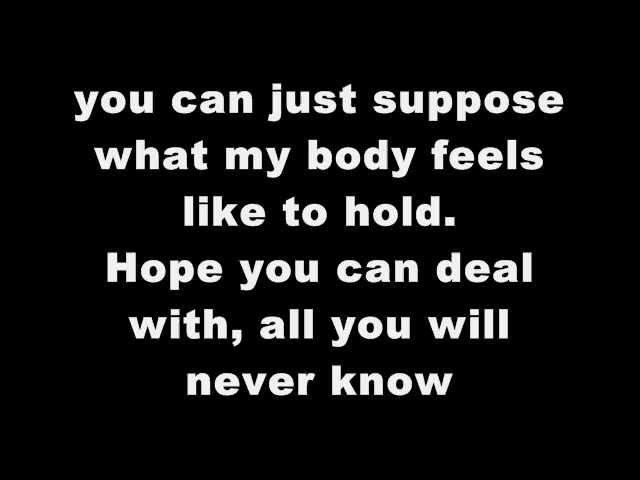 you can just suppose
what my body feels
like to hold.
Hope you can deal
with, all you will
never know